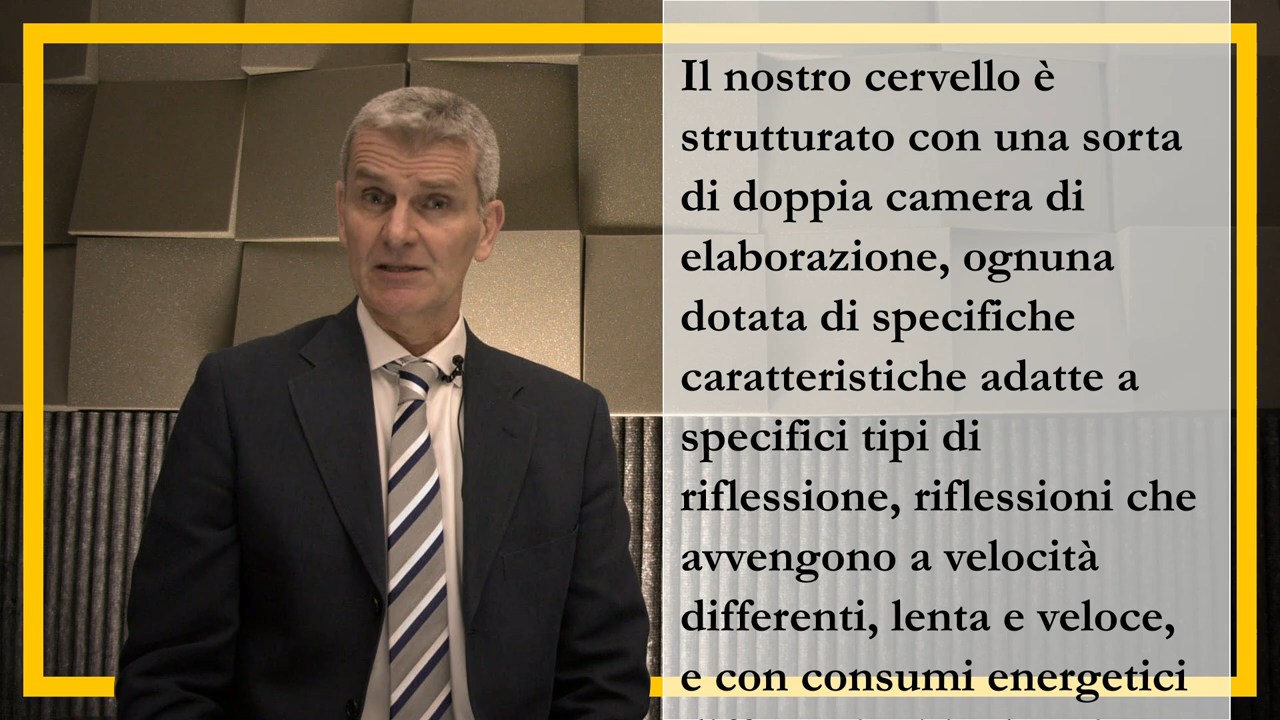 Il nostro cervello è
strutturato con una sorta
di doppia camera di
elaborazione, ognuna
dotata di specifiche
caratteristiche adatte a
specifici tipi di
riflessione, riflessioni che
avvengono a velocità
differenti, lenta e veloce,
e con consumi energetici